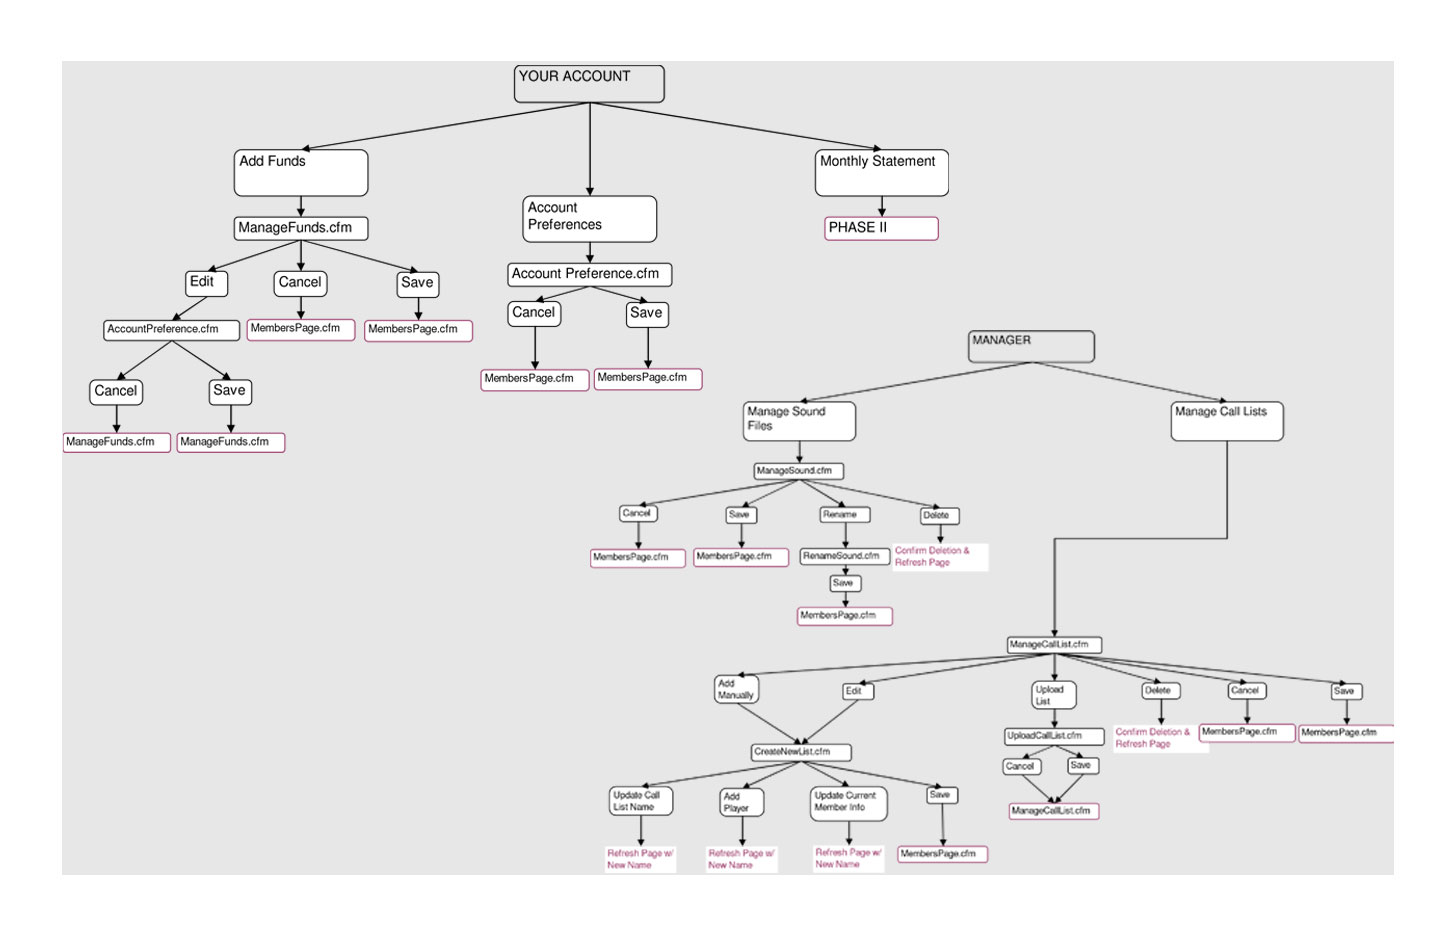 YOUR ACCOUNT
Add Funds
Monthly Statement
Account
Preferences
ManageFunds.cfm
PHASE II
Edit
Cancel
Save
Account Preference.cfm
AccountPreference.cfm
MembersPage.cfm
MembersPage.cfm
Cancel
Save
Cancel
Save
MembersPage.cfm
MembersPage.cfm
ManageFunds.cfm
ManageFunds.cfm
MANAGER
Manage Sound
Files
Manage Call Lists
ManageSound.cfm
Cancel
Save
Rename
Delete
MembersPage.cfm
MembersPage.cfm
RenameSound.cfm
Confirm Deletion &
Refresh Page
Save
MembersPage.cfm
ManageCallList.cfm
Add
Manually
Edit
Upload
List
Delete
Cancel
Save
CreateNewList.cfm
UploadCallList.cfm
Confirm Deletion &
Refresh Page
MembersPage.cfm
MembersPage.cfm
Cancel
Save
ManageCallList.cfm
Update Call
List Name
Add
Player
Update Current
Member Info
Save
Refresh Page w/
New Name
Refresh Page w/
New Name
Refresh Page w/
New Name
MembersPage.cfm